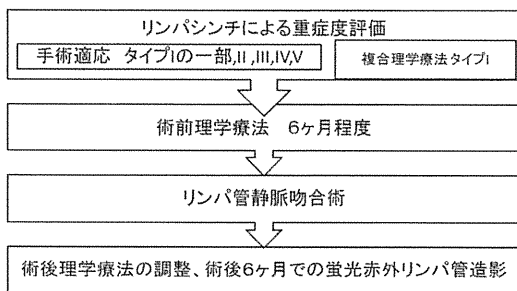 リンパシンチによる重症度評価
手術適応　タイプIの一部,II ,III,IV,V
複合理学療法 タイプI
術前理学療法　6ヶ月程度
リンパ管静脈吻合術
術後理学療法の調整、術後6ヶ月での蛍光赤外リンパ管造影